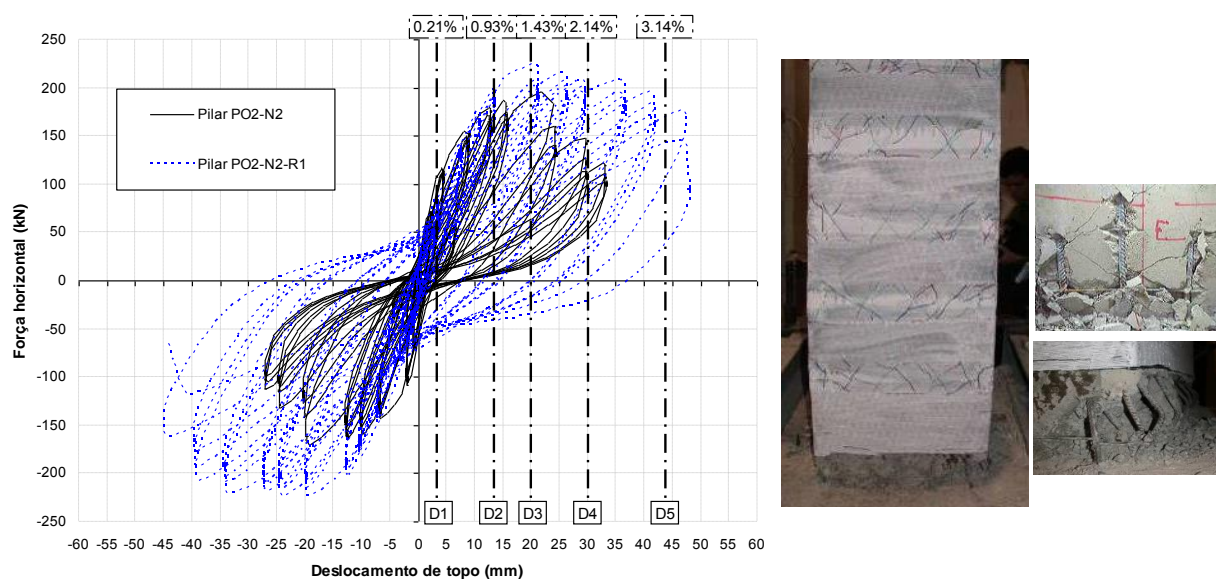 0.21% 0.93% 1.43% 2.14% 3.14%
250
200
150
100
50
0
-50
-100
-150
-200
-250
Força horizontal (kN)
Pilar PO2-N2
Pilar PO2-N2-R1
D1 D2 D3 D4 D5
-60 -55 -50 -45 -40 -35 -30 -25 -20 -15 -10 -5 0 5 10 15 20 25 30 35 40 45 50 55 60
Deslocamento de topo (mm)
E